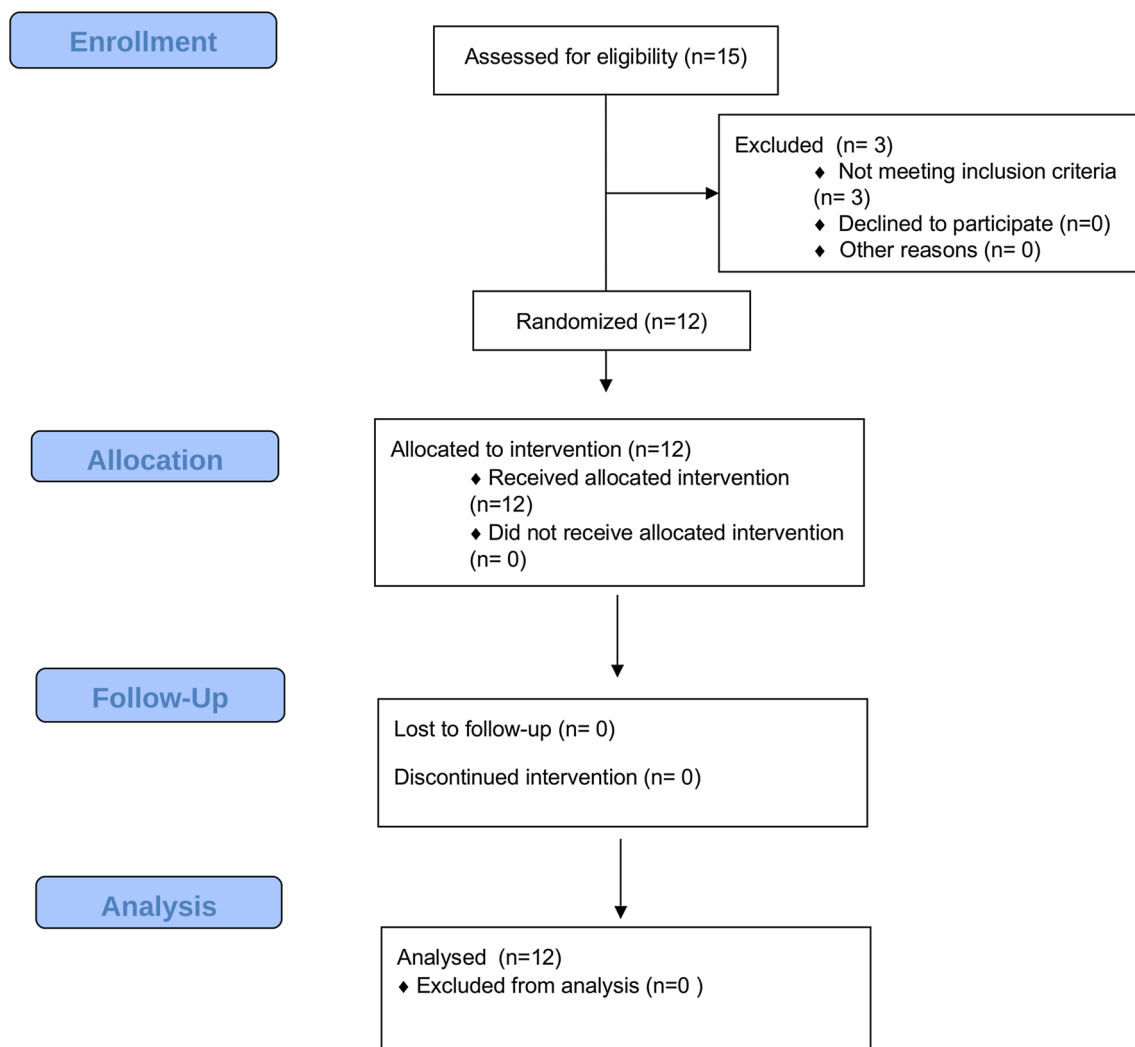 Enrollment
Assessed for eligibility (n=15)
Excluded  (n= 3)
♦ Not meeting inclusion criteria
(n= 3)
♦ Declined to participate (n=0)
♦ Other reasons (n= 0)
Randomized (n=12)
Allocation
Allocated to intervention (n=12)
♦ Received allocated intervention
(n=12)
♦ Did not receive allocated intervention
(n= 0)
Follow-Up
Lost to follow-up (n= 0)
Discontinued intervention (n= 0)
Analysis
Analysed  (n=12)
♦ Excluded from analysis (n=0 )